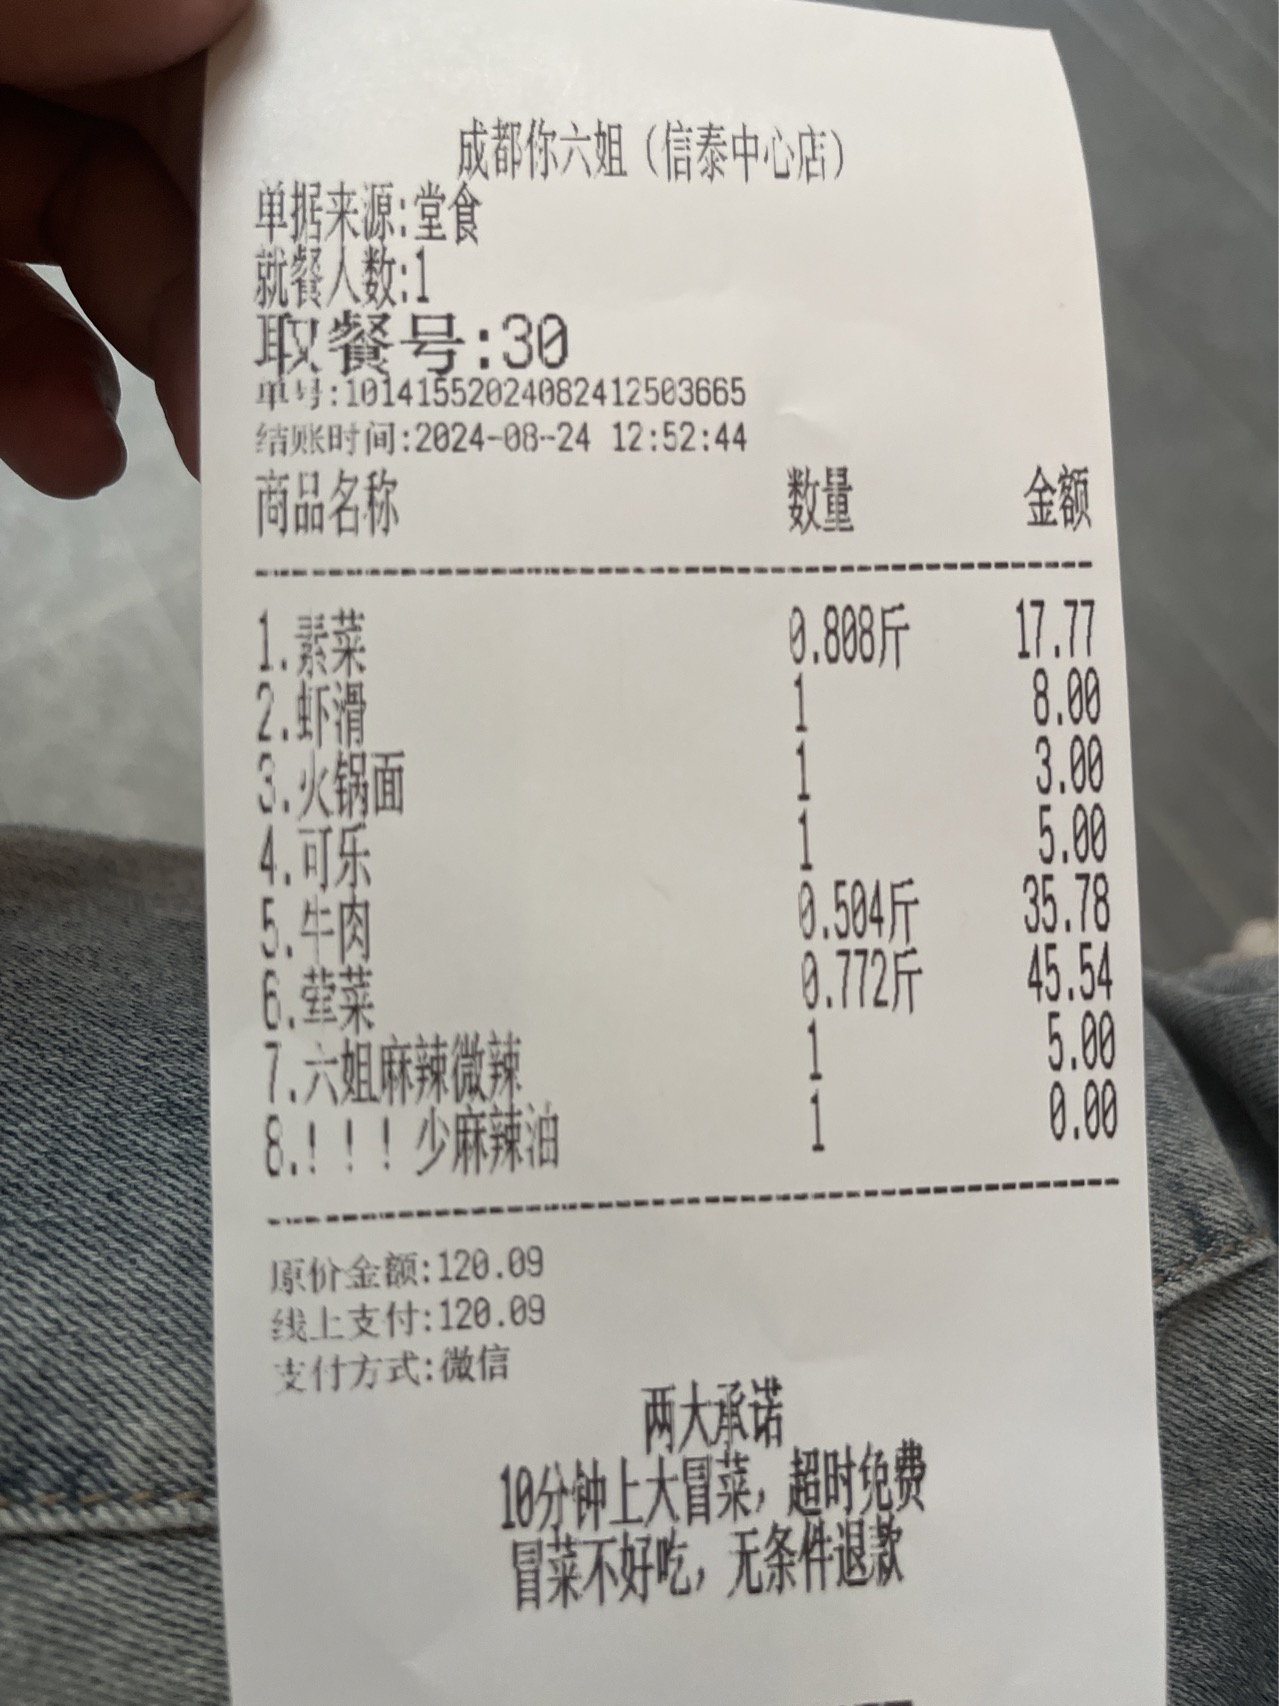 成都你六姐（信泰中心店）
单据来源:堂食
就餐人数:1
取餐号:30
单号:10141552024082412503665
结账时间:2024-08-24 12:52:44
商品名称 数量 金额
1.素菜 0.808斤 17.77
2.虾滑 1 8.00
3.火锅面 1 3.00
4.可乐 1 5.00
5.牛肉 0.504斤 35.78
6.荤菜 0.772斤 45.54
7.六姐麻辣微辣 1 5.00
8.！！！少麻辣油 1 0.00
原价金额:120.09
线上支付:120.09
支付方式:微信
两大承诺
10分钟上大冒菜，超时免费
冒菜不好吃，无条件退款